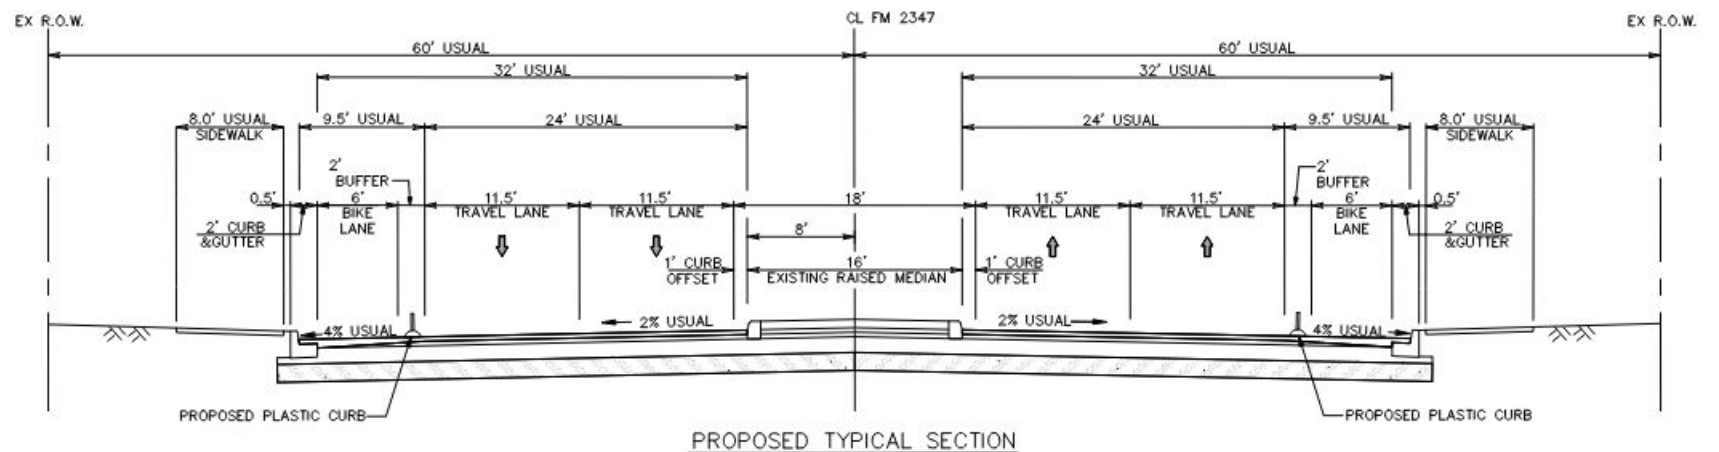 EX R.O.W.
CL FM 2347
EX R.O.W.
60' USUAL
60' USUAL
32' USUAL
32' USUAL
8.0' USUAL
SIDEWALK
9.5' USUAL
24' USUAL
24' USUAL
9.5' USUAL
8.0' USUAL
SIDEWALK
2'
BUFFER
2'
BUFFER
0.5'
6'
BIKE
LANE
11.5'
TRAVEL LANE
11.5'
TRAVEL LANE
18'
11.5'
TRAVEL LANE
11.5'
TRAVEL LANE
6'
BIKE
LANE
0.5'
2' CURB
&GUTTER
8'
2' CURB
&GUTTER
1' CURB
OFFSET
16'
EXISTING RAISED MEDIAN
1' CURB
OFFSET
4% USUAL
2% USUAL
2% USUAL
4% USUAL
PROPOSED PLASTIC CURB
PROPOSED PLASTIC CURB
PROPOSED TYPICAL SECTION